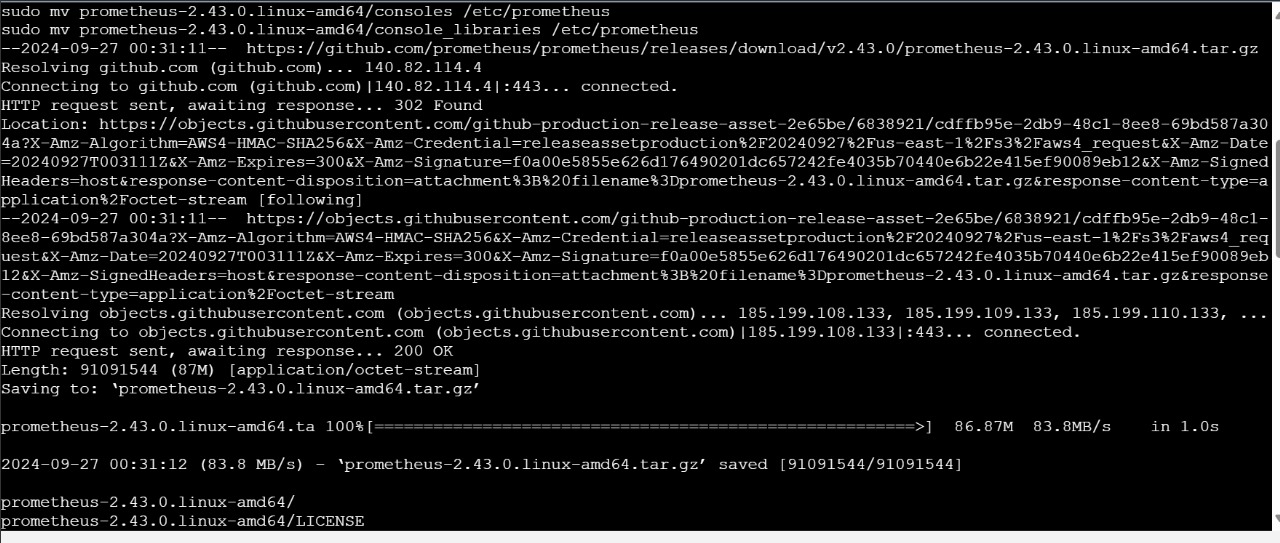 sudo mv prometheus-2.43.0.linux-amd64/consoles /etc/prometheus
sudo mv prometheus-2.43.0.linux-amd64/console_libraries /etc/prometheus
--2024-09-27 00:31:11--  https://github.com/prometheus/prometheus/releases/download/v2.43.0/prometheus-2.43.0.linux-amd64.tar.gz
Resolving github.com (github.com)... 140.82.114.4
Connecting to github.com (github.com)|140.82.114.4|:443... connected.
HTTP request sent, awaiting response... 302 Found
Location: https://objects.githubusercontent.com/github-production-release-asset-2e65be/6838921/cdffb95e-2db9-48c1-8ee8-69bd587a30
4a?X-Amz-Algorithm=AWS4-HMAC-SHA256&X-Amz-Credential=releaseassetproduction%2F20240927%2Fus-east-1%2Fs3%2Faws4_request&X-Amz-Date
=20240927T003111Z&X-Amz-Expires=300&X-Amz-Signature=f0a00e5855e626d176490201dc657242fe4035b70440e6b22e415ef90089eb12&X-Amz-Signed
Headers=host&response-content-disposition=attachment%3B%20filename%3Dprometheus-2.43.0.linux-amd64.tar.gz&response-content-type=a
pplication%2Foctet-stream [following]
--2024-09-27 00:31:11--  https://objects.githubusercontent.com/github-production-release-asset-2e65be/6838921/cdffb95e-2db9-48c1-
8ee8-69bd587a304a?X-Amz-Algorithm=AWS4-HMAC-SHA256&X-Amz-Credential=releaseassetproduction%2F20240927%2Fus-east-1%2Fs3%2Faws4_req
uest&X-Amz-Date=20240927T003111Z&X-Amz-Expires=300&X-Amz-Signature=f0a00e5855e626d176490201dc657242fe4035b70440e6b22e415ef90089eb
12&X-Amz-SignedHeaders=host&response-content-disposition=attachment%3B%20filename%3Dprometheus-2.43.0.linux-amd64.tar.gz&response
-content-type=application%2Foctet-stream
Resolving objects.githubusercontent.com (objects.githubusercontent.com)... 185.199.108.133, 185.199.109.133, 185.199.110.133, ...
Connecting to objects.githubusercontent.com (objects.githubusercontent.com)|185.199.108.133|:443... connected.
HTTP request sent, awaiting response... 200 OK
Length: 91091544 (87M) [application/octet-stream]
Saving to: ‘prometheus-2.43.0.linux-amd64.tar.gz’
prometheus-2.43.0.linux-amd64.ta 100%[=======================================================>]  86.87M  83.8MB/s    in 1.0s
2024-09-27 00:31:12 (83.8 MB/s) - ‘prometheus-2.43.0.linux-amd64.tar.gz’ saved [91091544/91091544]
prometheus-2.43.0.linux-amd64/
prometheus-2.43.0.linux-amd64/LICENSE